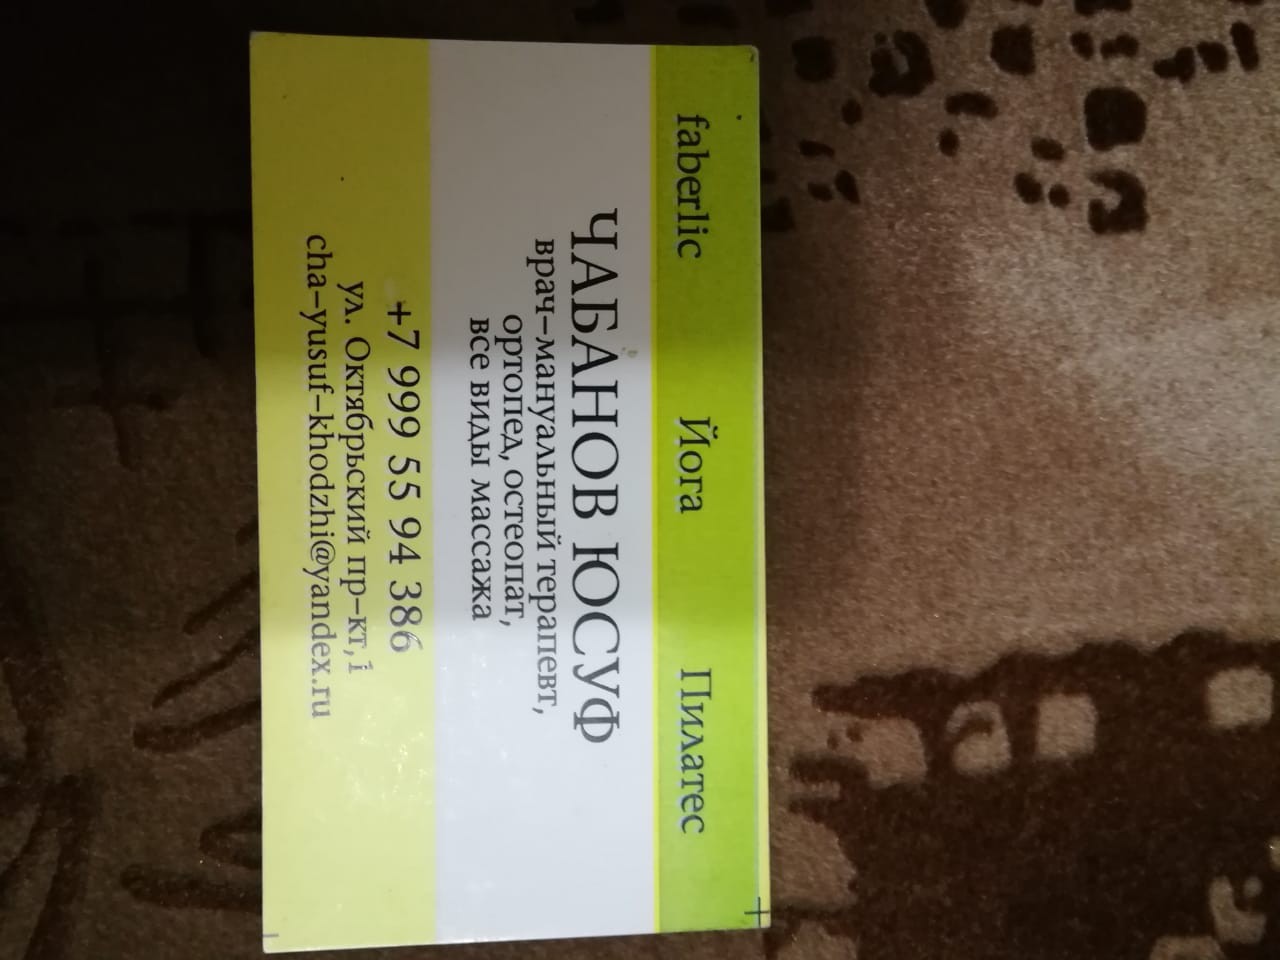 faberlic Йога Пилатес
ЧАБАНОВ ЮСУФ
врач-мануальный терапевт,
ортопед, остеопат,
все виды массажа
+7 999 55 94 386
ул. Октябрьский пр-кт, 1
cha-yusuf-khodzhi@yandex.ru